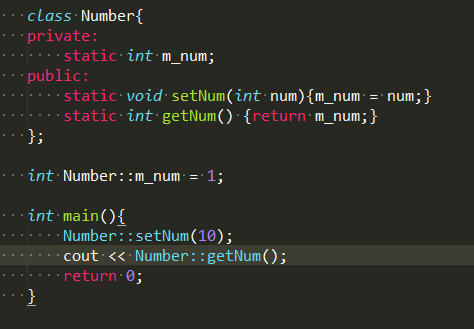 class Number{
private:
    static int m_num;
public:
    static void setNum(int num){m_num = num;}
    static int getNum() {return m_num;}
};

int Number::m_num = 1;

int main(){
    Number::setNum(10);
    cout << Number::getNum();
    return 0;
}